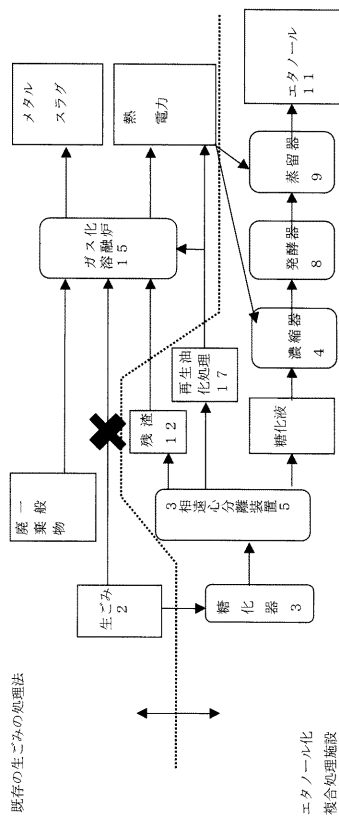 既存の生ごみの処理法
一般
廃棄物
メタル
スラグ
ガス化
溶融炉
15
熱
電力
生ごみ
2
残渣
12
再生油
化処理
17
糖化器
3
3相遠心分離装置
5
糖化液
濃縮器
4
発酵器
8
蒸留器
9
エタノール
11
エタノール化
複合処理施設